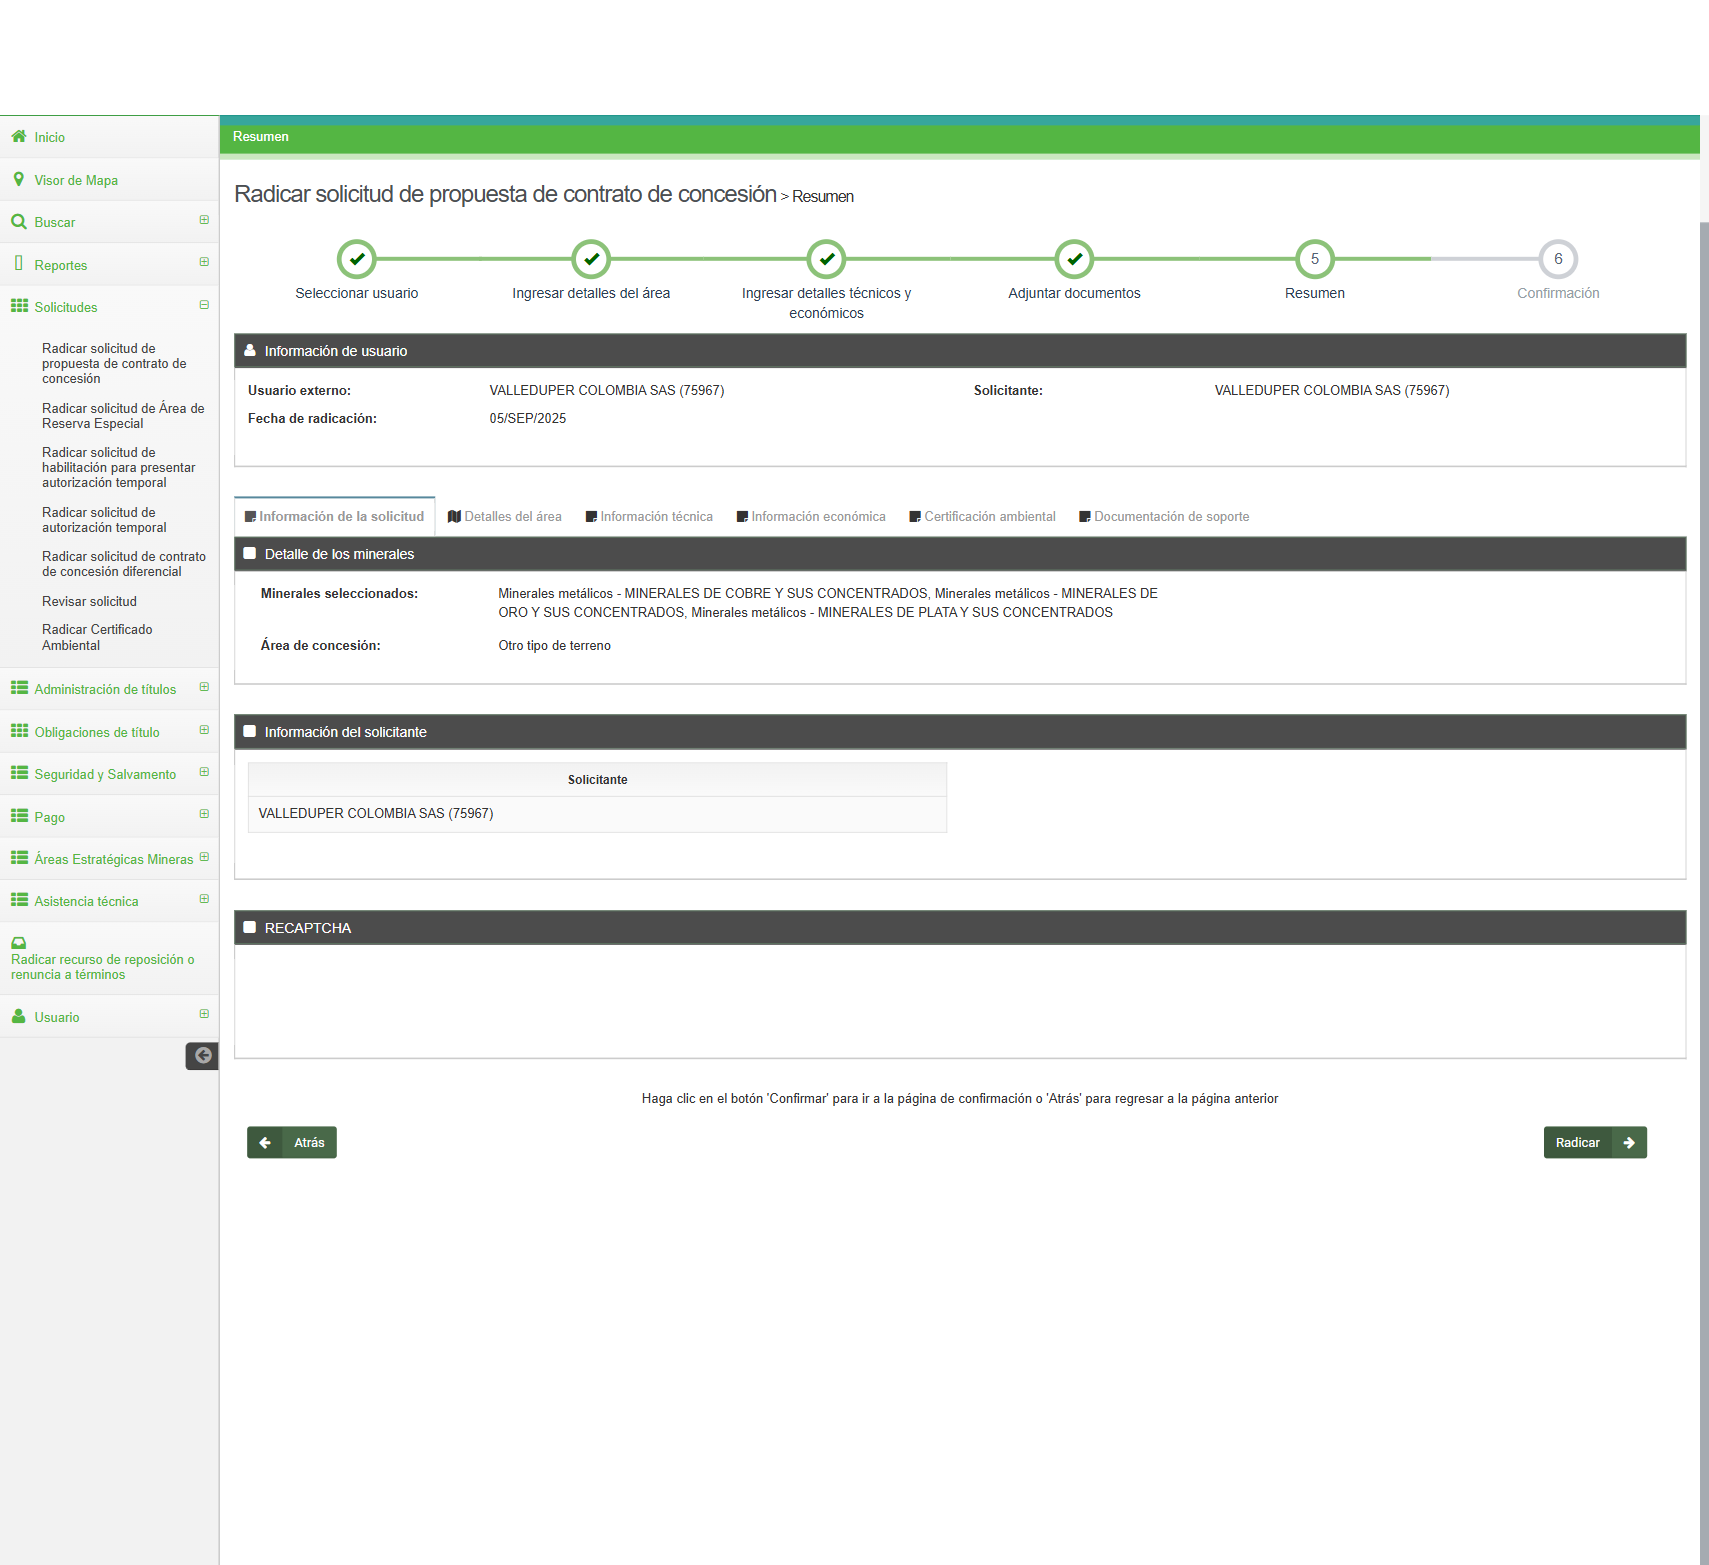 Inicio
Visor de Mapa
Buscar
Reportes
Solicitudes
Radicar solicitud de
propuesta de contrato de
concesión
Radicar solicitud de Área de
Reserva Especial
Radicar solicitud de
habilitación para presentar
autorización temporal
Radicar solicitud de
autorización temporal
Radicar solicitud de contrato
de concesión diferencial
Revisar solicitud
Radicar Certificado
Ambiental
Administración de títulos
Obligaciones de título
Seguridad y Salvamento
Pago
Áreas Estratégicas Mineras
Asistencia técnica
Radicar recurso de reposición o
renuncia a términos
Usuario
Resumen
Radicar solicitud de propuesta de contrato de concesión > Resumen
5 6
Seleccionar usuario Ingresar detalles del área Ingresar detalles técnicos y Adjuntar documentos Resumen Confirmación
económicos
Información de usuario
Usuario externo: VALLEDUPER COLOMBIA SAS (75967) Solicitante: VALLEDUPER COLOMBIA SAS (75967)
Fecha de radicación: 05/SEP/2025
Información de la solicitud Detalles del área Información técnica Información económica Certificación ambiental Documentación de soporte
Detalle de los minerales
Minerales seleccionados: Minerales metálicos - MINERALES DE COBRE Y SUS CONCENTRADOS, Minerales metálicos - MINERALES DE
ORO Y SUS CONCENTRADOS, Minerales metálicos - MINERALES DE PLATA Y SUS CONCENTRADOS
Área de concesión: Otro tipo de terreno
Información del solicitante
Solicitante
VALLEDUPER COLOMBIA SAS (75967)
RECAPTCHA
Haga clic en el botón 'Confirmar' para ir a la página de confirmación o 'Atrás' para regresar a la página anterior
Atrás Radicar